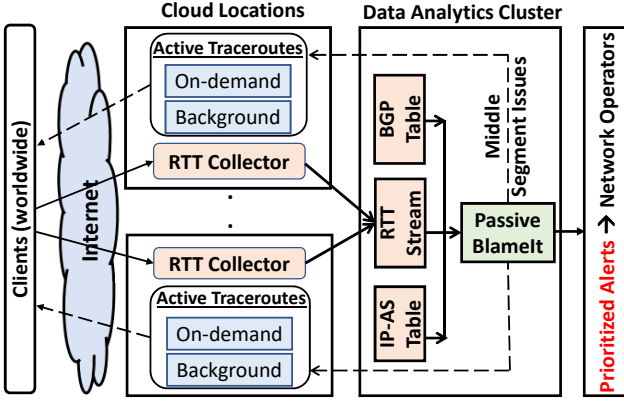 Cloud Locations
Data Analytics Cluster
Clients (worldwide)
Internet
Active Traceroutes
On-demand
Background
RTT Collector
.
.
RTT Collector
Active Traceroutes
On-demand
Background
BGP
Table
RTT
Stream
IP-AS
Table
Middle
Segment Issues
Passive
BlameIt
Prioritized Alerts → Network Operators